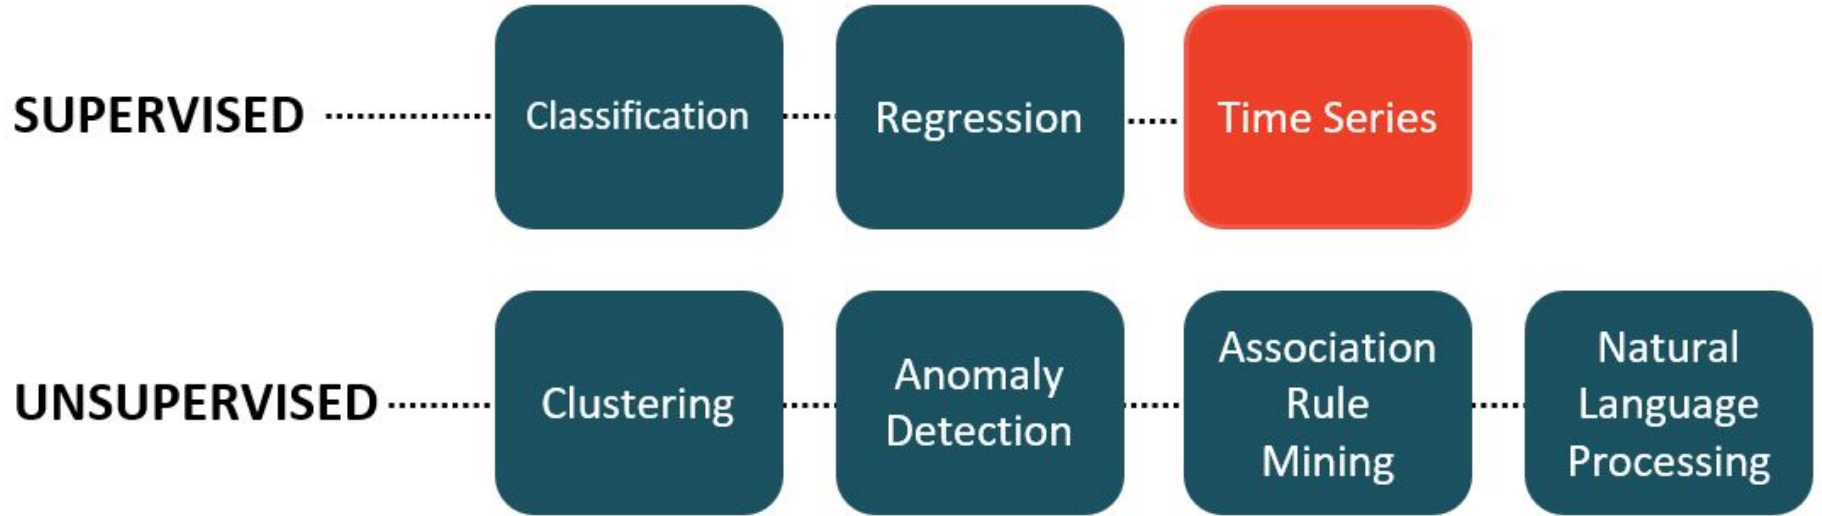 SUPERVISED
Classification
Regression
Time Series
UNSUPERVISED
Clustering
Anomaly
Detection
Association
Rule
Mining
Natural
Language
Processing